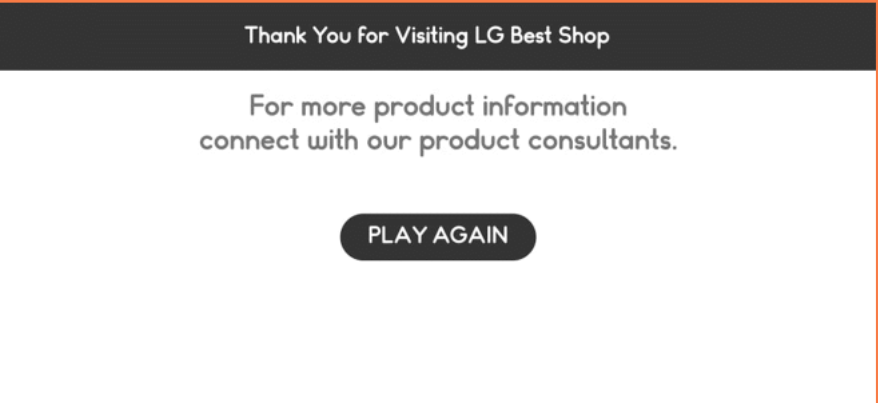 Thank You for Visiting LG Best Shop
For more product information
connect with our product consultants.
PLAY AGAIN